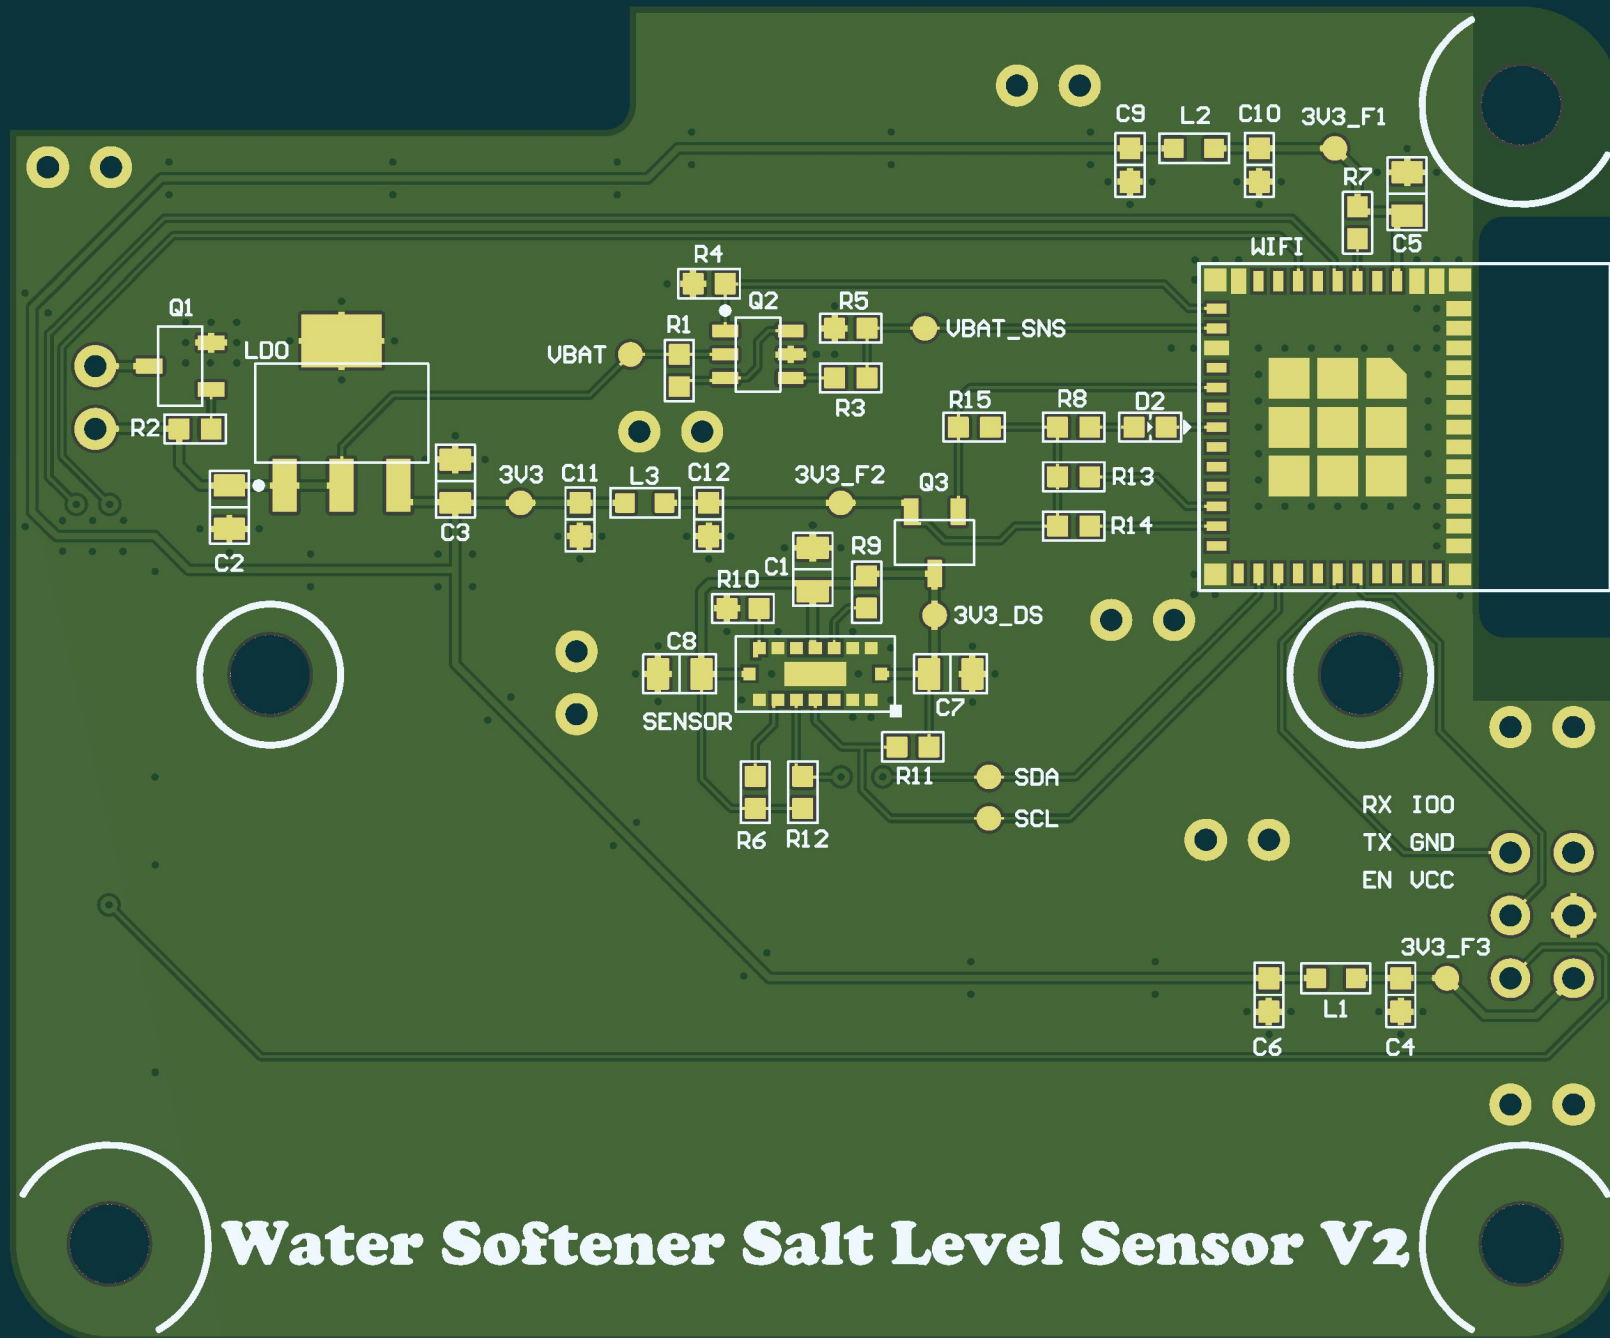 C9 L2 C10 3V3_F1
R7
C5
WIFI
R4
Q2
Q1
R1
R5
VBAT_SNS
VBAT
LDO
R3
R15 R8 D2
R2
3V3 C11 L3 C12 3V3_F2 Q3
R13
R14
C3
C2
C1 R9
R10
3V3_DS
C8
C7
SENSOR
R11
SDA
SCL
R6 R12
RX IO0
TX GND
EN VCC
3V3_F3
L1
C6
C4
Water Softener Salt Level Sensor V2